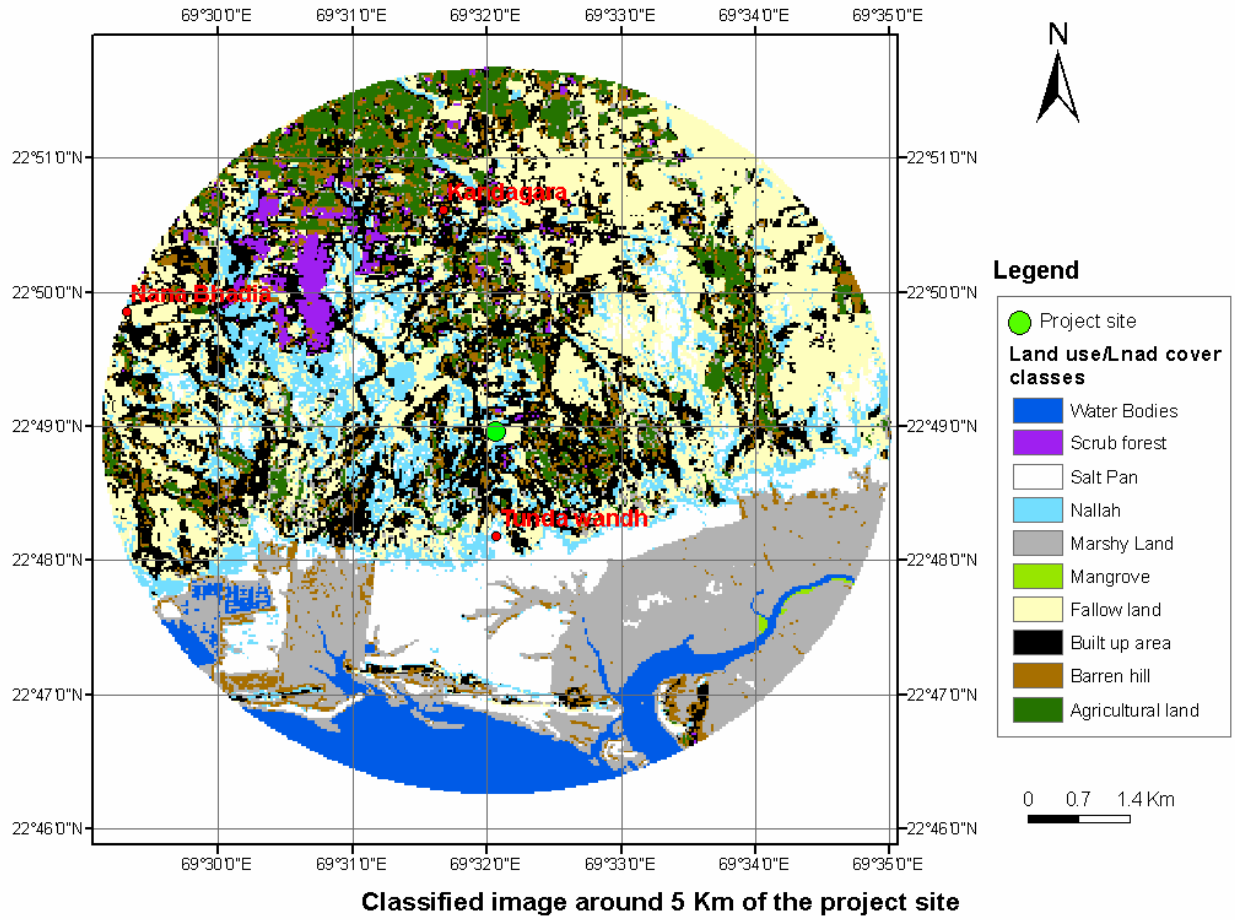 69°30'0"E 69°31'0"E 69°32'0"E 69°33'0"E 69°34'0"E 69°35'0"E
N
22°51'0"N 22°51'0"N
Kandagara
Legend
22°50'0"N 22°50'0"N
Nana Bhadia
Project site
Land use/Lnad cover
classes
Water Bodies
22°49'0"N 22°49'0"N
Scrub forest
Salt Pan
Nallah
Tunda wandh
Marshy Land
22°48'0"N 22°48'0"N
Mangrove
Fallow land
Built up area
Barren hill
22°47'0"N 22°47'0"N
Agricultural land
0 0.7 1.4 Km
22°46'0"N 22°46'0"N
69°30'0"E 69°31'0"E 69°32'0"E 69°33'0"E 69°34'0"E 69°35'0"E
Classified image around 5 Km of the project site